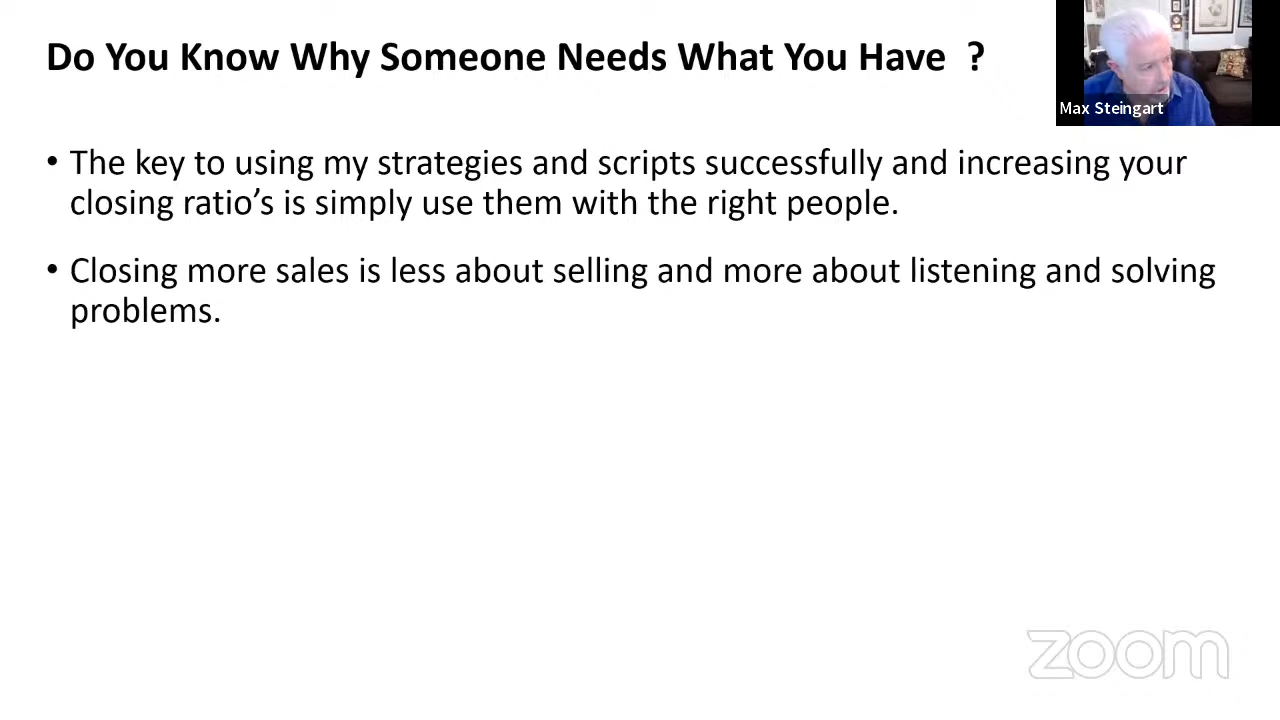 Do You Know Why Someone Needs What You Have  ?
Max Steingart
• The key to using my strategies and scripts successfully and increasing your
closing ratio’s is simply use them with the right people.
• Closing more sales is less about selling and more about listening and solving
problems.
zoom